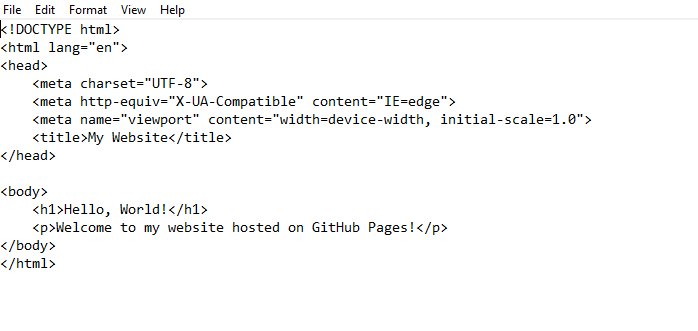 File Edit Format View Help
<!DOCTYPE html>
<html lang="en">
<head>
    <meta charset="UTF-8">
    <meta http-equiv="X-UA-Compatible" content="IE=edge">
    <meta name="viewport" content="width=device-width, initial-scale=1.0">
    <title>My Website</title>
</head>

<body>
    <h1>Hello, World!</h1>
    <p>Welcome to my website hosted on GitHub Pages!</p>
</body>
</html>